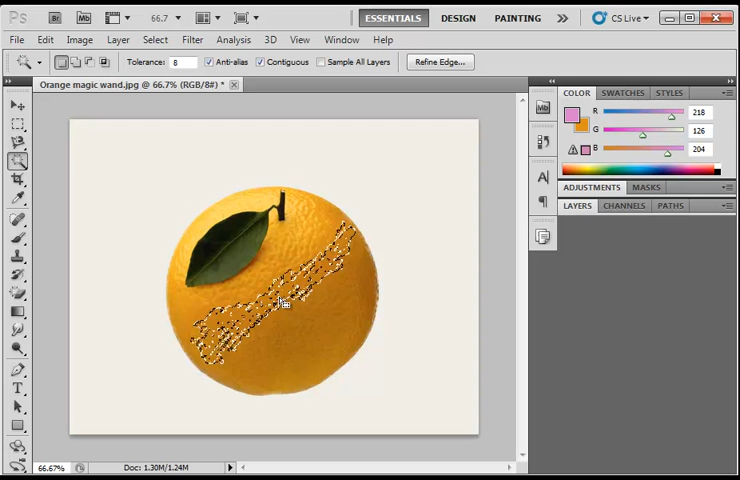 Ps Br Mb 66.7 ESSENTIALS DESIGN PAINTING CS Live
File Edit Image Layer Select Filter Analysis 3D View Window Help
Tolerance: 8 Anti-alias Contiguous Sample All Layers Refine Edge...
Orange magic wand.jpg @ 66.7% (RGB/8#) *
COLOR SWATCHES STYLES
Mb
R 218
G 126
B 204
A
ADJUSTMENTS MASKS
LAYERS CHANNELS PATHS
T
66.67% Doc: 1.30M/1.24M